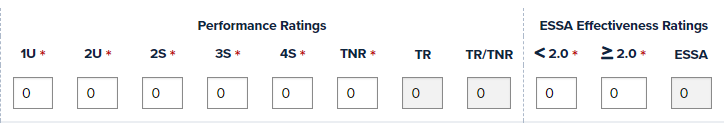 Performance Ratings ESSA Effectiveness Ratings
1U * 2U * 2S * 3S * 4S * TNR * TR TR/TNR < 2.0 * ≥ 2.0 * ESSA
0 0 0 0 0 0 0 0 0 0 0